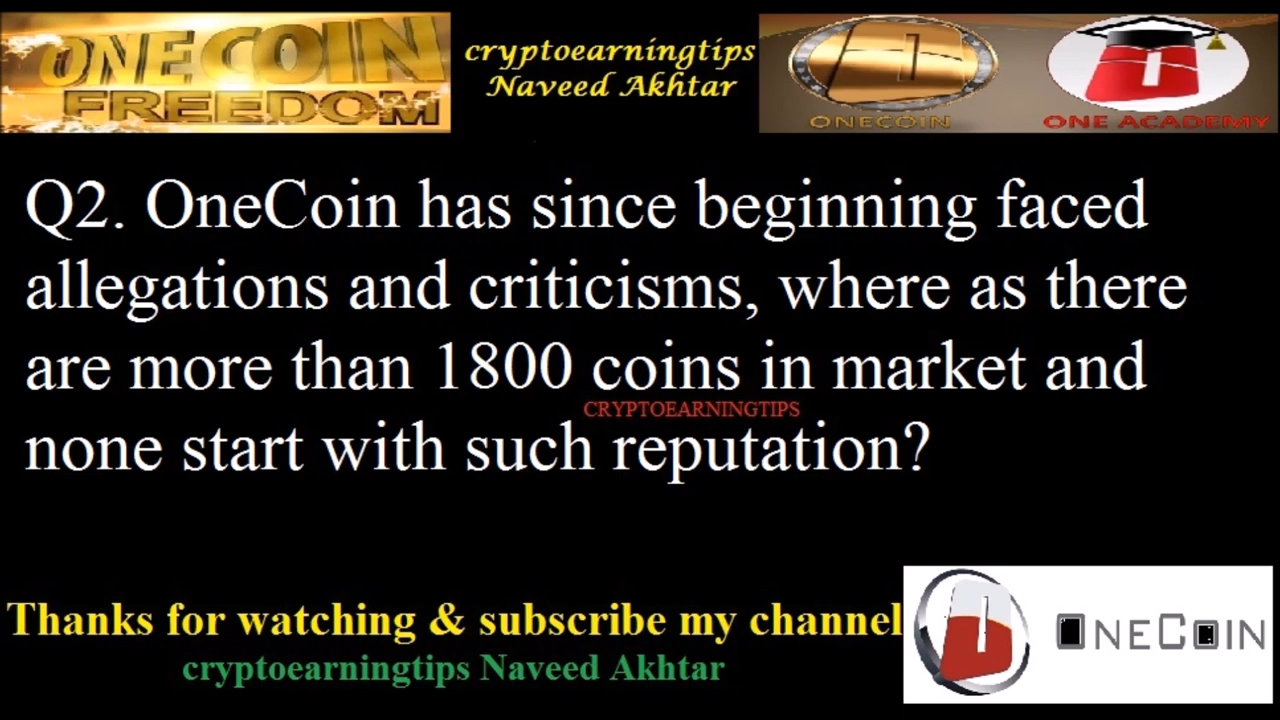 ONE COIN
FREEDOM
cryptoearningtips
Naveed Akhtar
ONECOIN
ONE ACADEMY
Q2. OneCoin has since beginning faced
allegations and criticisms, where as there
are more than 1800 coins in market and
CRYPTOEARNINGTIPS
none start with such reputation?
Thanks for watching & subscribe my channel
cryptoearningtips Naveed Akhtar
ONECOIN